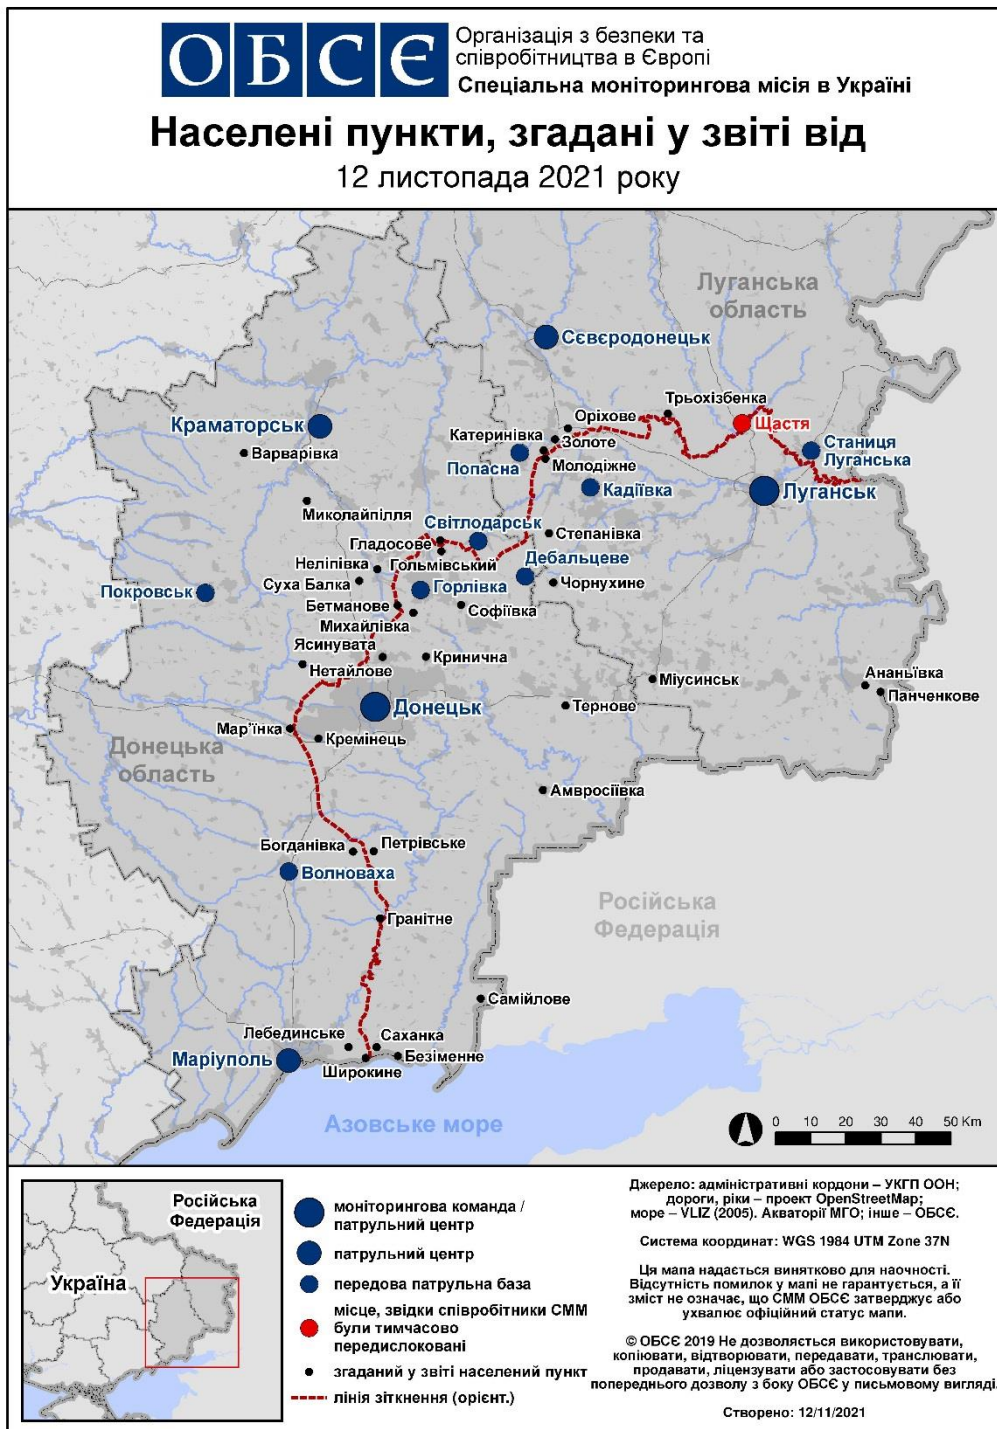 ОБСЄ
Організація з безпеки та
співробітництва в Європі
Спеціальна моніторингова місія в Україні
Населені пункти, згадані у звіті від
12 листопада 2021 року
Луганська
область
Сєвєродонецьк
Трьохізбенка
Оріхове
Щастя
Краматорськ
Катеринівка
Золоте
Станиця
Луганська
Варварівка
Попасна
Молодіжне
Кадіївка
Луганськ
Миколайпілля
Світлодарськ
Степанівка
Гладосове
Гольмівський
Дебальцеве
Неліпівка
Суха Балка
Горлівка
Чорнухине
Покровськ
Бетманове
Софіївка
Михайлівка
Ясинувата
Кринична
Нетайлове
Міусинськ
Ананьївка
Панченкове
Донецьк
Тернове
Мар'їнка
Кремінець
Донецька
область
Амвросіївка
Богданівка
Петрівське
Волноваха
Гранітне
Російська
Федерація
Самійлове
Лебединське
Саханка
Маріуполь
Безіменне
Широкине
Азовське море
0 10 20 30 40 50 Km
Російська
Федерація
Україна
моніторингова команда /
патрульний центр
патрульний центр
передова патрульна база
місце, звідки співробітники СММ
були тимчасово
передислоковані
згаданий у звіті населений пункт
лінія зіткнення (орієнт.)
Джерело: адміністративні кордони – УКГП ООН;
дороги, ріки – проект OpenStreetMap;
море – VLIZ (2005). Акваторії МГО; інше – ОБСЄ.
Система координат: WGS 1984 UTM Zone 37N
Ця мапа надається винятково для наочності.
Відсутність помилок у мапі не гарантується, а її
зміст не означає, що СММ ОБСЄ затверджує або
ухвалює офіційний статус мапи.
© ОБСЄ 2019 Не дозволяється використовувати,
копіювати, відтворювати, передавати, транслювати,
продавати, ліцензувати або застосовувати без
попереднього дозволу з боку ОБСЄ у письмовому вигляді.
Створено: 12/11/2021